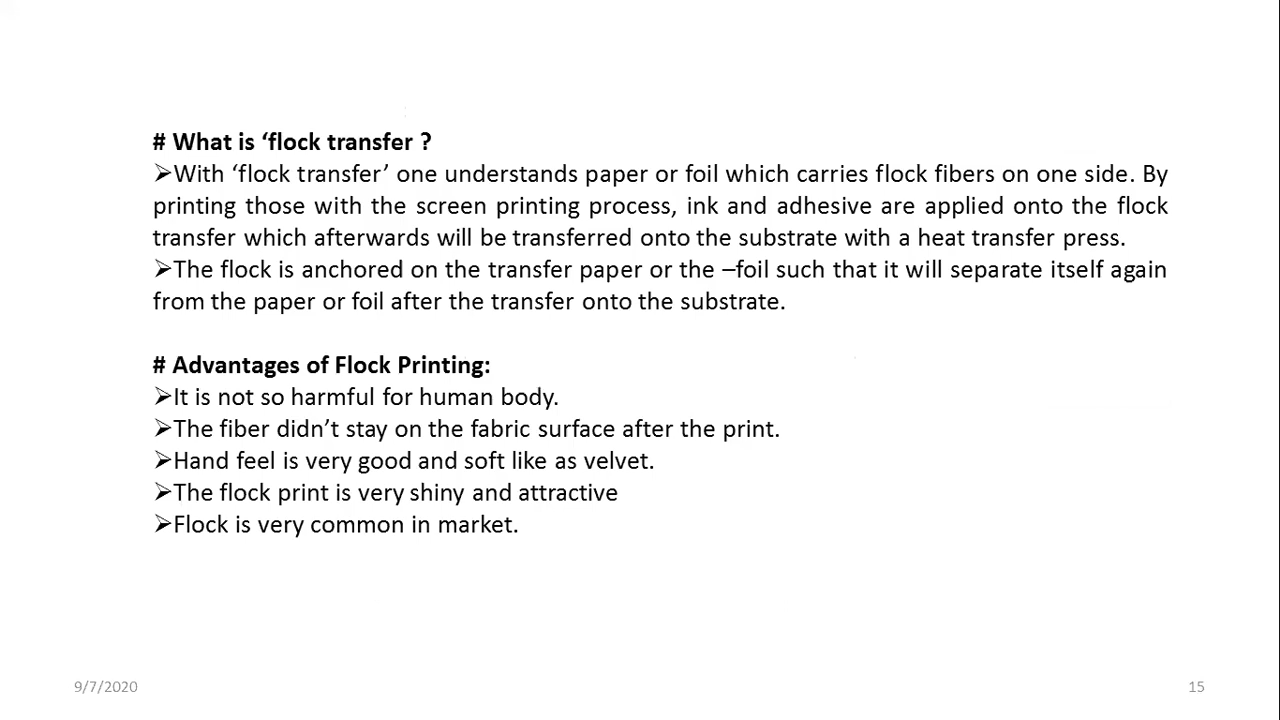 # What is ‘flock transfer ?
➢With ‘flock transfer’ one understands paper or foil which carries flock fibers on one side. By
printing those with the screen printing process, ink and adhesive are applied onto the flock
transfer which afterwards will be transferred onto the substrate with a heat transfer press.
➢The flock is anchored on the transfer paper or the –foil such that it will separate itself again
from the paper or foil after the transfer onto the substrate.
# Advantages of Flock Printing:
➢It is not so harmful for human body.
➢The fiber didn’t stay on the fabric surface after the print.
➢Hand feel is very good and soft like as velvet.
➢The flock print is very shiny and attractive
➢Flock is very common in market.
9/7/2020
15